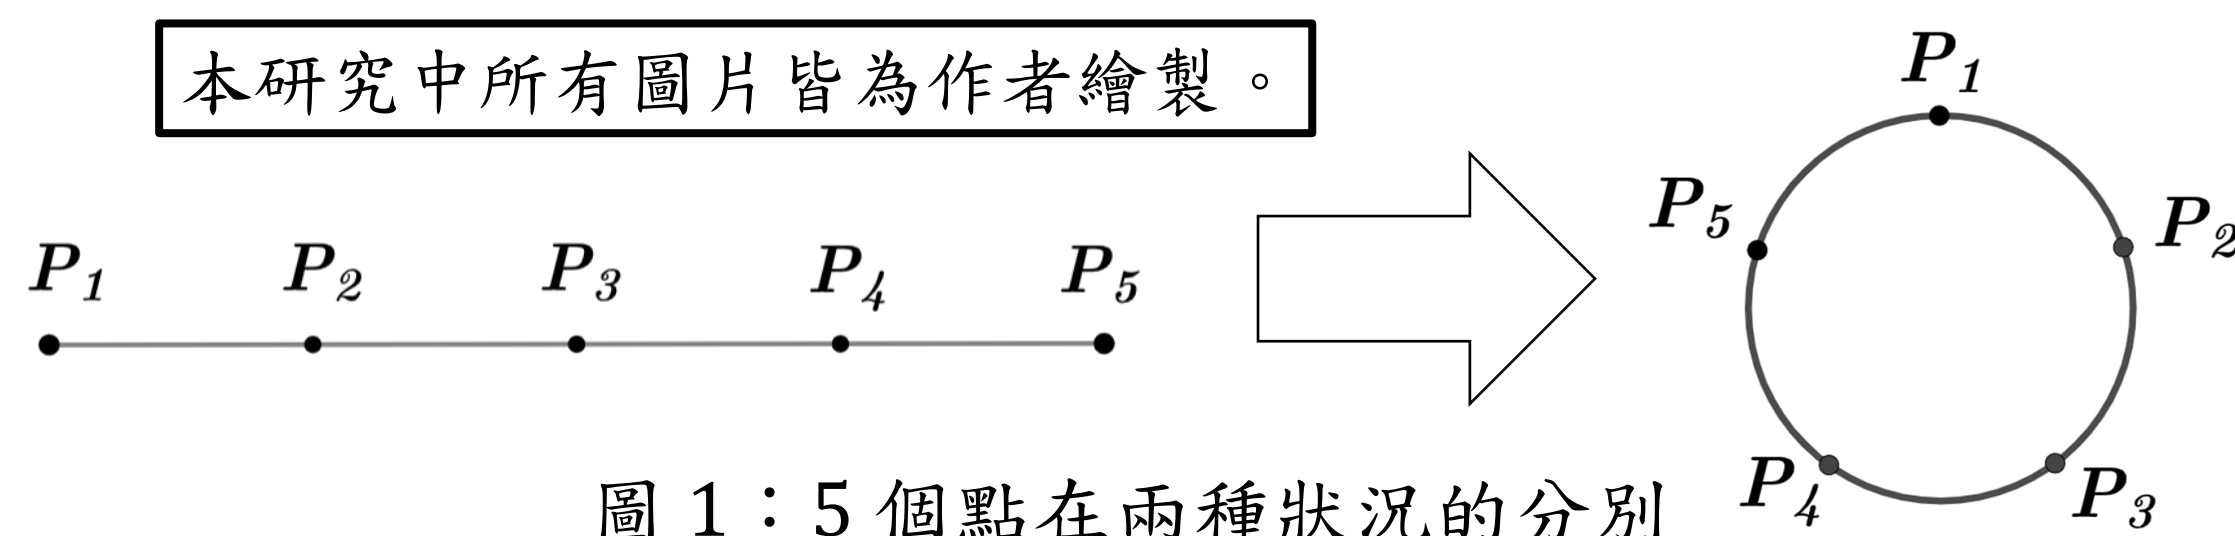 本研究中所有圖片皆為作者繪製。
P1 P2 P3 P4 P5
P1
P5 P2
P4 P3
圖 1：5 個點在兩種狀況的分別